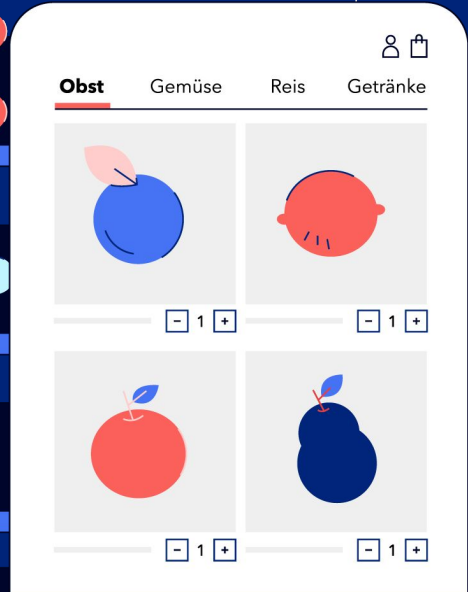 Obst Gemüse Reis Getränke
- 1 + - 1 +
- 1 + - 1 +